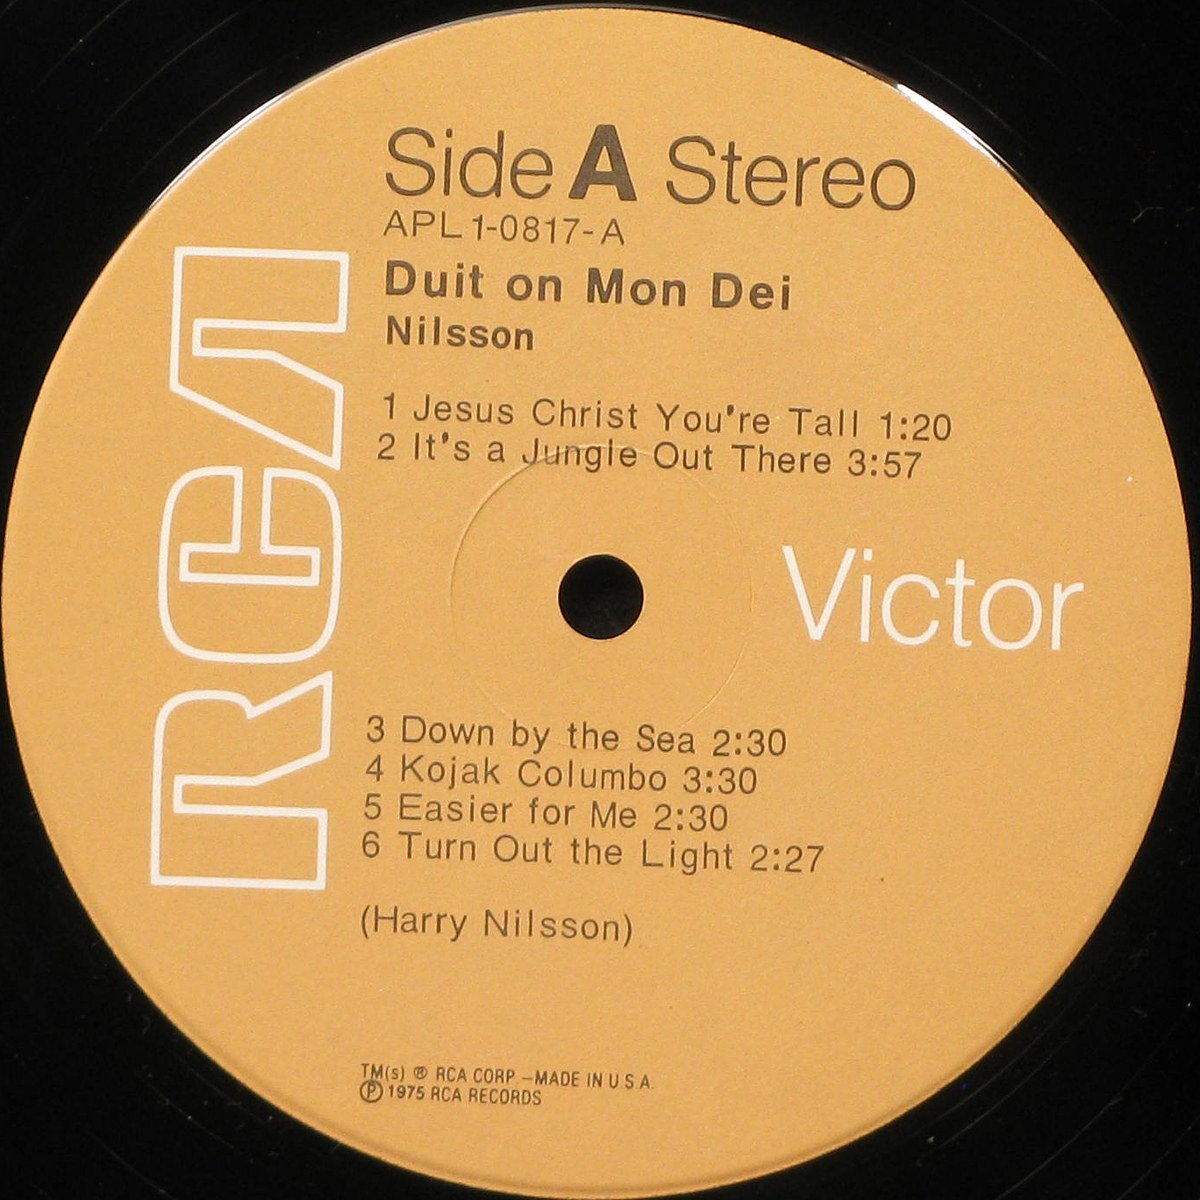 Side A Stereo
APL1-0817-A
Duit on Mon Dei
Nilsson
1 Jesus Christ You're Tall 1:20
2 It's a Jungle Out There 3:57
RCA
Victor
3 Down by the Sea 2:30
4 Kojak Columbo 3:30
5 Easier for Me 2:30
6 Turn Out the Light 2:27
(Harry Nilsson)
TM(s) ® RCA CORP.–MADE IN U.S.A.
℗ 1975 RCA RECORDS